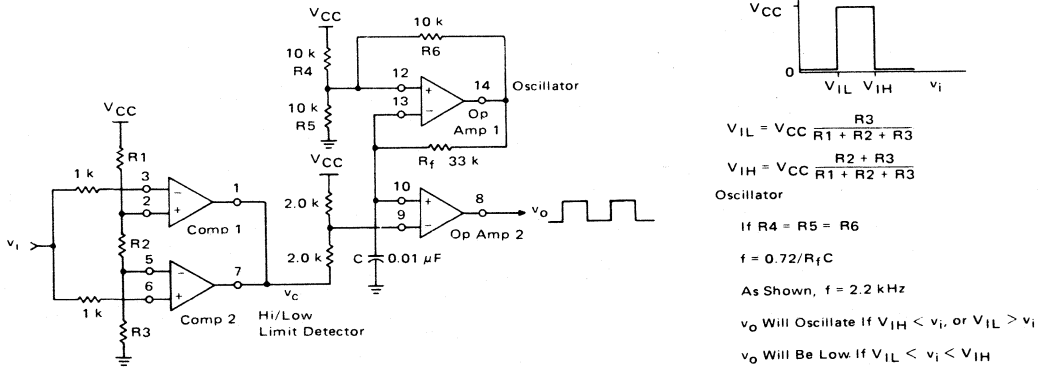 VCC
10 k
R6
10 k
R4
12
+
14
Oscillator
13
−
10 k
R5
Op
Amp 1
VCC
R1
VCC
Rf 33 k
1 k
3
−
1
2
+
Comp 1
2.0 k
10
+
8
9
−
vo
Op Amp 2
R2
vI
5
−
7
6
+
Comp 2
2.0 k
C
0.01 μF
1 k
vC
R3
Hi/Low
Limit Detector
VCC
0
VIL
VIH
vi
VIL = VCC R3 / R1 + R2 + R3
VIH = VCC R2 + R3 / R1 + R2 + R3
Oscillator
If R4 = R5 = R6
f = 0.72/RfC
As Shown, f = 2.2 kHz
vo Will Oscillate If VIH < vi, or VIL > vi
vo Will Be Low If VIL < vi < VIH